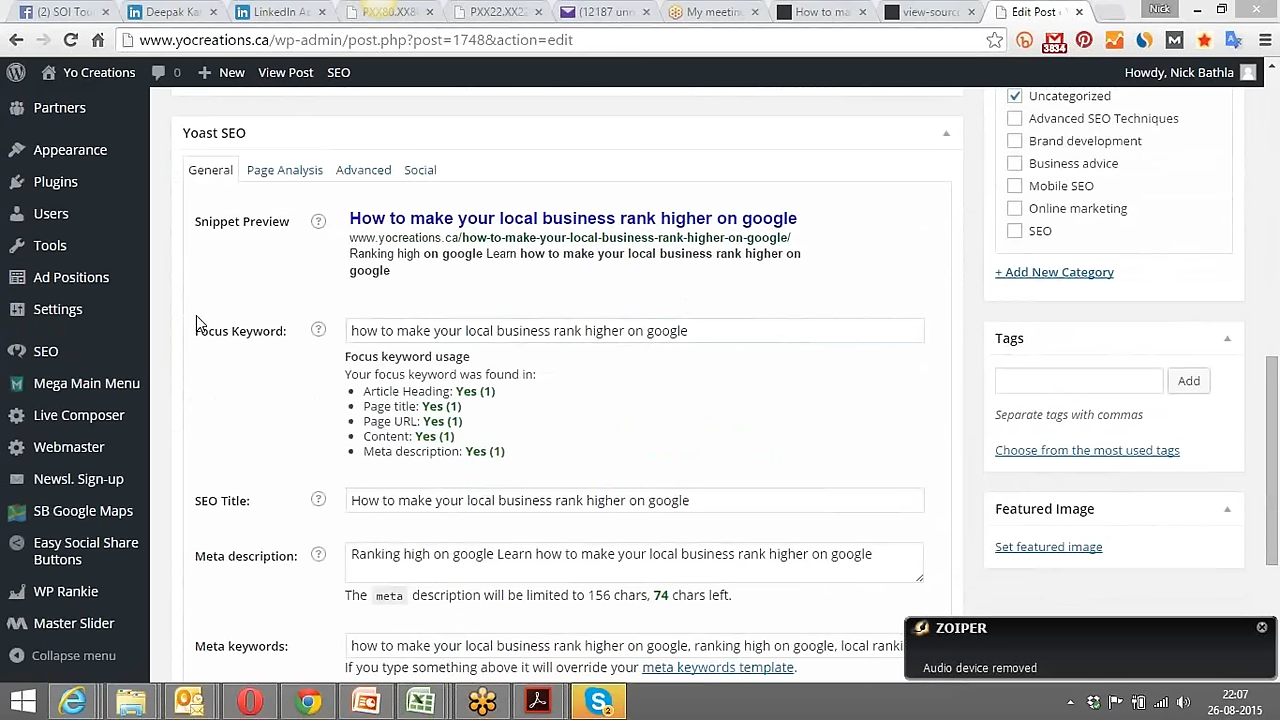 (2) SOI Tour
Deepak Ka
LinkedIn A
PXX80.XX8
PXX22.XX2
(12187 unr
My meetin
How to ma
view-sourc
Edit Post ‹
Nick
www.yocreations.ca/wp-admin/post.php?post=1748&action=edit
3834
Yo Creations
0
New
View Post
SEO
Howdy, Nick Bathla
Partners
Appearance
Plugins
Users
Tools
Ad Positions
Settings
SEO
Mega Main Menu
Live Composer
Webmaster
Newsl. Sign-up
SB Google Maps
Easy Social Share
Buttons
WP Rankie
Master Slider
Collapse menu
Yoast SEO
General
Page Analysis
Advanced
Social
Snippet Preview
How to make your local business rank higher on google
www.yocreations.ca/how-to-make-your-local-business-rank-higher-on-google/
Ranking high on google Learn how to make your local business rank higher on
google
Focus Keyword:
how to make your local business rank higher on google
Focus keyword usage
Your focus keyword was found in:
Article Heading: Yes (1)
Page title: Yes (1)
Page URL: Yes (1)
Content: Yes (1)
Meta description: Yes (1)
SEO Title:
How to make your local business rank higher on google
Meta description:
Ranking high on google Learn how to make your local business rank higher on google
The meta description will be limited to 156 chars, 74 chars left.
Meta keywords:
how to make your local business rank higher on google, ranking high on google, local ranki
If you type something above it will override your meta keywords template.
Uncategorized
Advanced SEO Techniques
Brand development
Business advice
Mobile SEO
Online marketing
SEO
+ Add New Category
Tags
Add
Separate tags with commas
Choose from the most used tags
Featured Image
Set featured image
ZOIPER
Audio device removed
22:07
26-08-2015